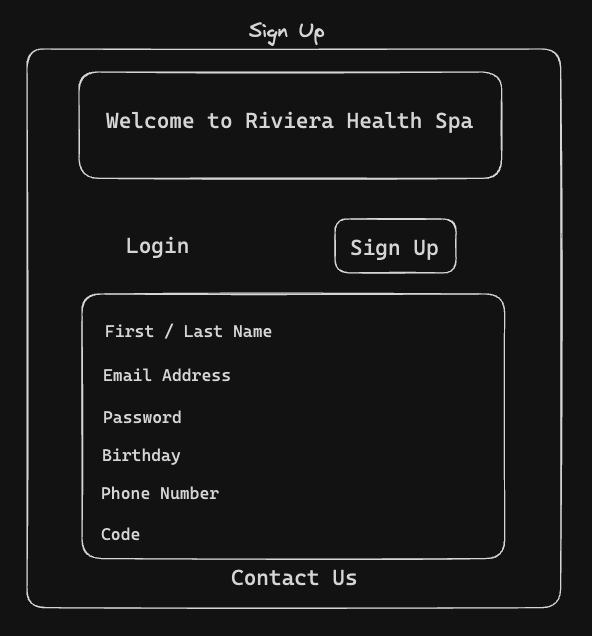 Sign Up
Welcome to Riviera Health Spa
Login
Sign Up
First / Last Name
Email Address
Password
Birthday
Phone Number
Code
Contact Us